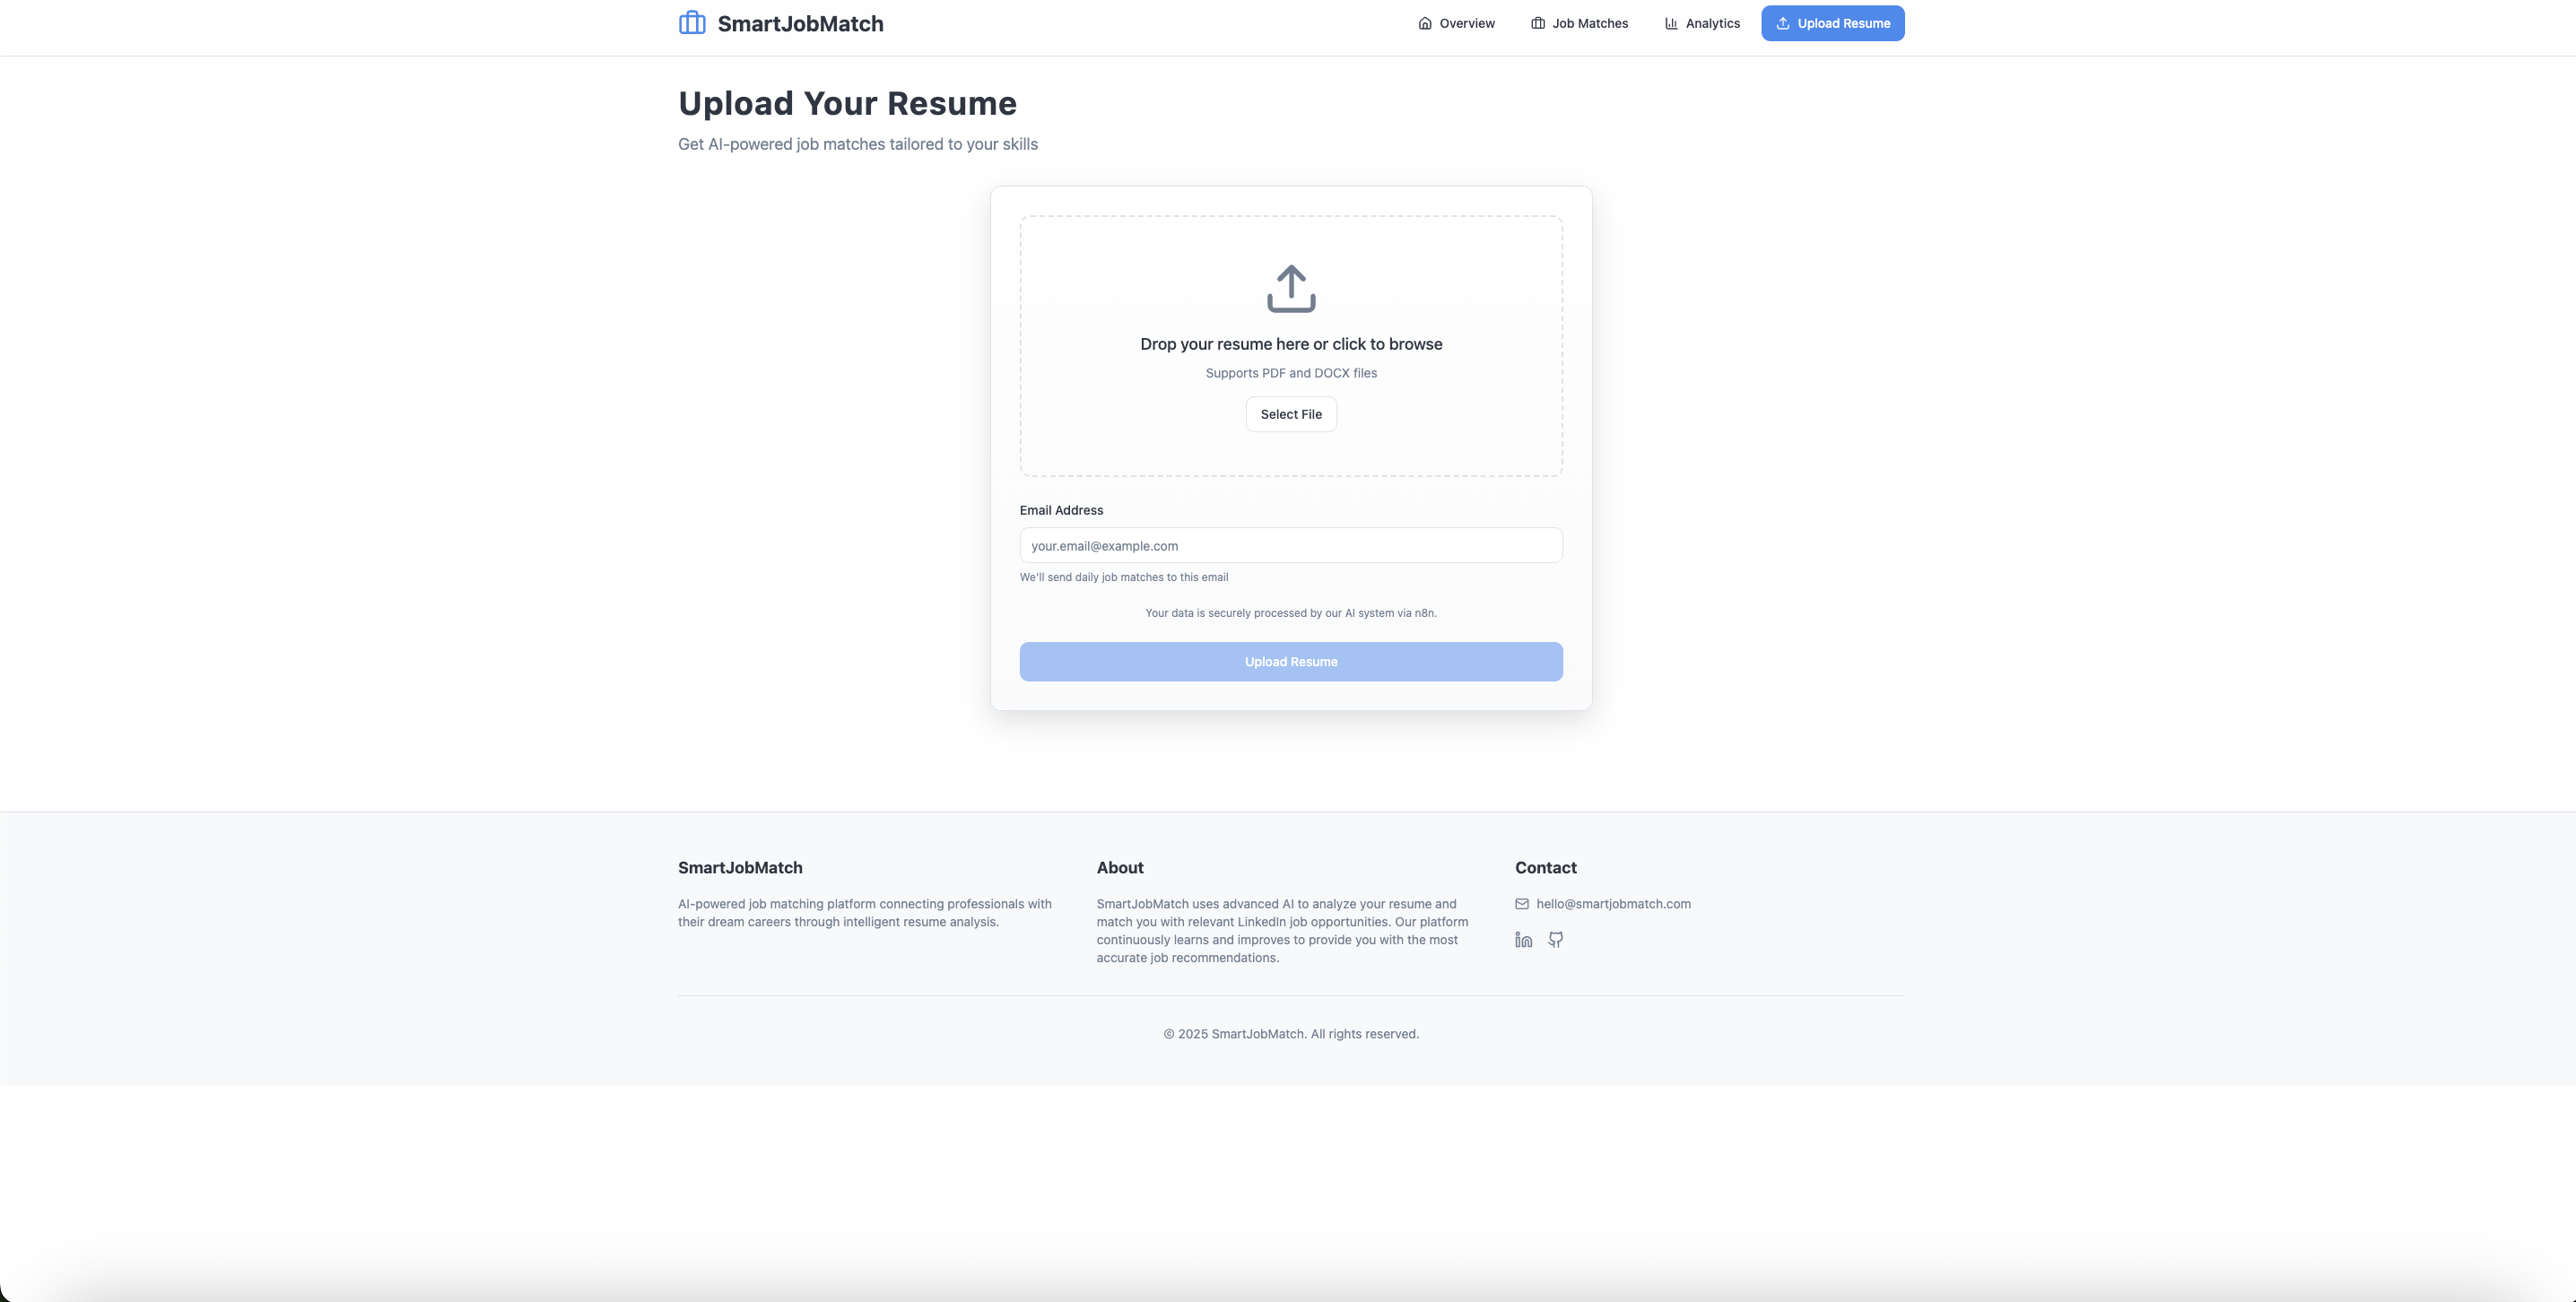 SmartJobMatch
Overview
Job Matches
Analytics
Upload Resume
Upload Your Resume
Get AI-powered job matches tailored to your skills
Drop your resume here or click to browse
Supports PDF and DOCX files
Select File
Email Address
your.email@example.com
We'll send daily job matches to this email
Your data is securely processed by our AI system via n8n.
Upload Resume
SmartJobMatch
AI-powered job matching platform connecting professionals with
their dream careers through intelligent resume analysis.
About
SmartJobMatch uses advanced AI to analyze your resume and
match you with relevant LinkedIn job opportunities. Our platform
continuously learns and improves to provide you with the most
accurate job recommendations.
Contact
hello@smartjobmatch.com
in
© 2025 SmartJobMatch. All rights reserved.